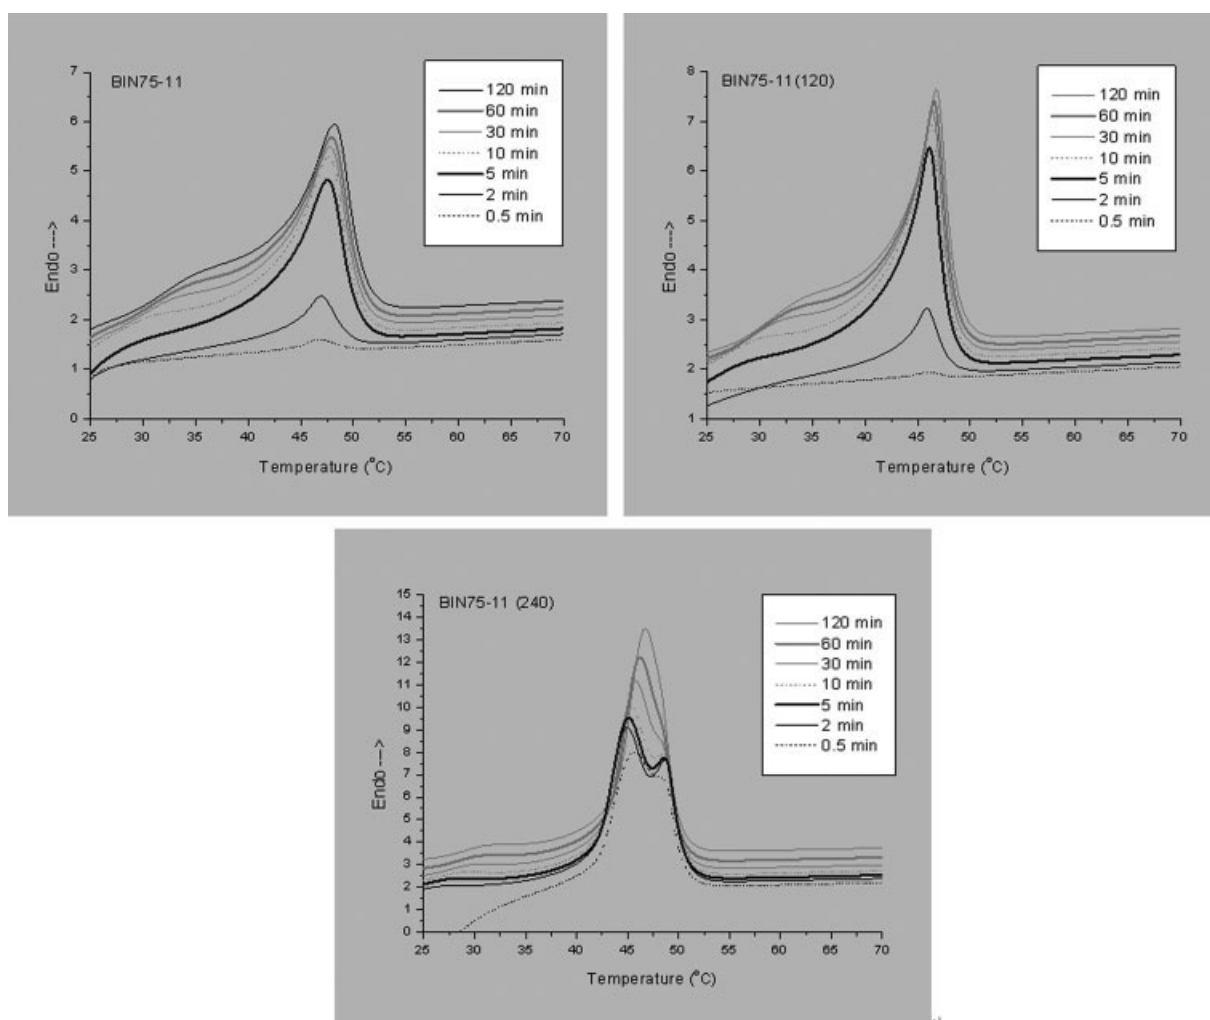 BIN75-11
120 min
60 min
30 min
10 min
5 min
2 min
0.5 min
7
6
5
4
3
2
1
0
Endo --->
25 30 35 40 45 50 55 60 65 70
Temperature (°C)
BIN75-11 (120)
120 min
60 min
30 min
10 min
5 min
2 min
0.5 min
8
7
6
5
4
3
2
1
Endo --->
25 30 35 40 45 50 55 60 65 70
Temperature (°C)
BIN75-11 (240)
120 min
60 min
30 min
10 min
5 min
2 min
0.5 min
15
14
13
12
11
10
9
8
7
6
5
4
3
2
1
0
Endo --->
25 30 35 40 45 50 55 60 65 70
Temperature (°C)